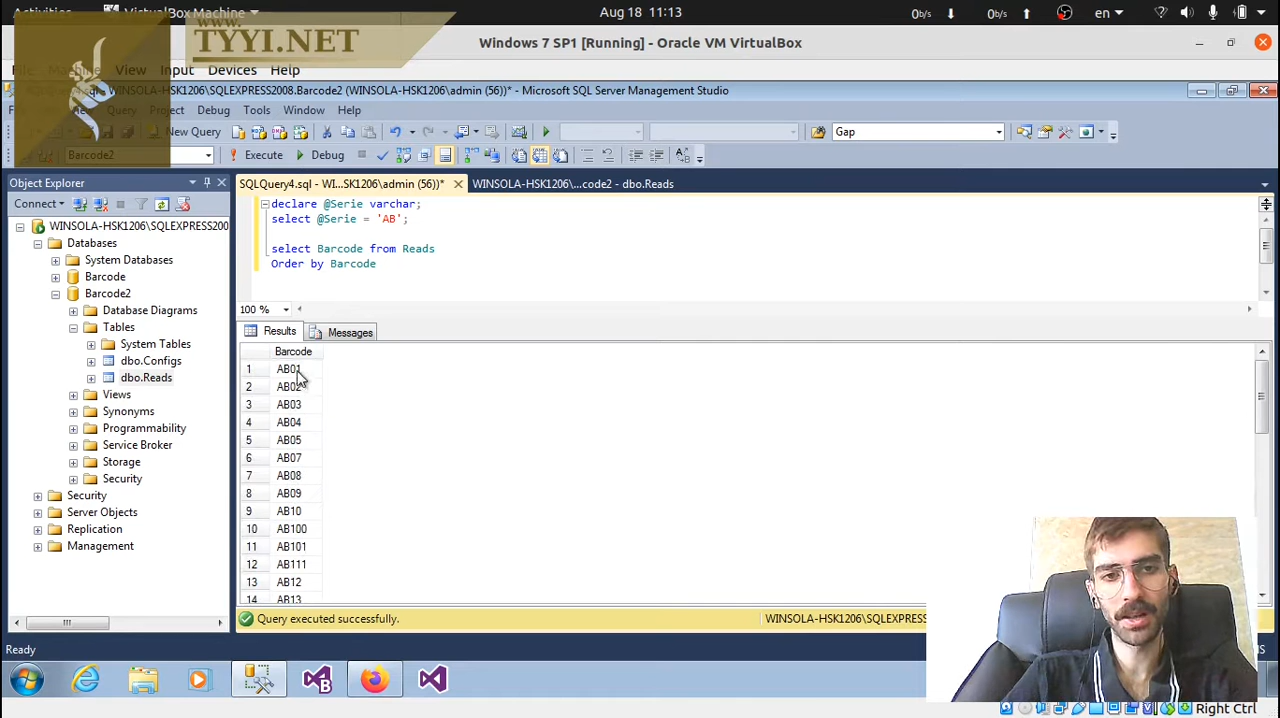 Activities
VirtualBox Machine
Aug 18 11:13
0b/s
0b/s
en
www.
TYYI.NET
Windows 7 SP1 [Running] - Oracle VM VirtualBox
File Machine View Input Devices Help
WINSOLA-HSK1206\SQLEXPRESS2008.Barcode2 (WINSOLA-HSK1206\admin (56))* - Microsoft SQL Server Management Studio
View Query Project Debug Tools Window Help
New Query
Gap
Barcode2
Execute
Debug
Object Explorer
SQLQuery4.sql - WI...SK1206\admin (56))*
WINSOLA-HSK1206\...code2 - dbo.Reads
Connect
declare @Serie varchar;
select @Serie = 'AB';
select Barcode from Reads
Order by Barcode
WINSOLA-HSK1206\SQLEXPRESS200
Databases
System Databases
Barcode
Barcode2
Database Diagrams
Tables
System Tables
dbo.Configs
dbo.Reads
Views
Synonyms
Programmability
Service Broker
Storage
Security
Security
Server Objects
Replication
Management
100 %
Results
Messages
Barcode
1 AB01
2 AB02
3 AB03
4 AB04
5 AB05
6 AB07
7 AB08
8 AB09
9 AB10
10 AB100
11 AB101
12 AB111
13 AB12
14 AB13
Query executed successfully.
WINSOLA-HSK1206\SQLEXPRESS
Ready
Right Ctrl